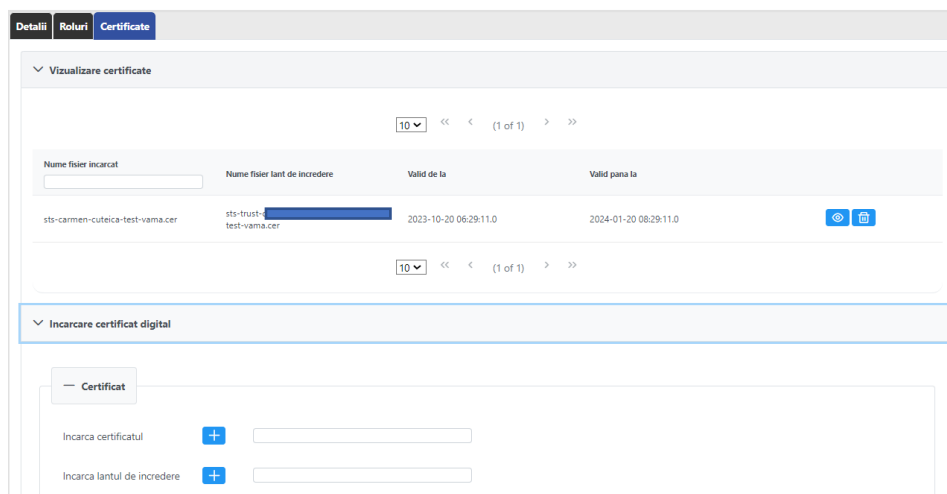 Detalii Roluri Certificate
Vizualizare certificate
10 (1 of 1)
Nume fisier incarcat Nume fisier lant de incredere Valid de la Valid pana la
sts-carmen-cuteica-test-vama.cer sts-trust- 2023-10-20 06:29:11.0 2024-01-20 08:29:11.0
test-vama.cer
10 (1 of 1)
Incarcare certificat digital
Certificat
Incarca certificatul
Incarca lantul de incredere